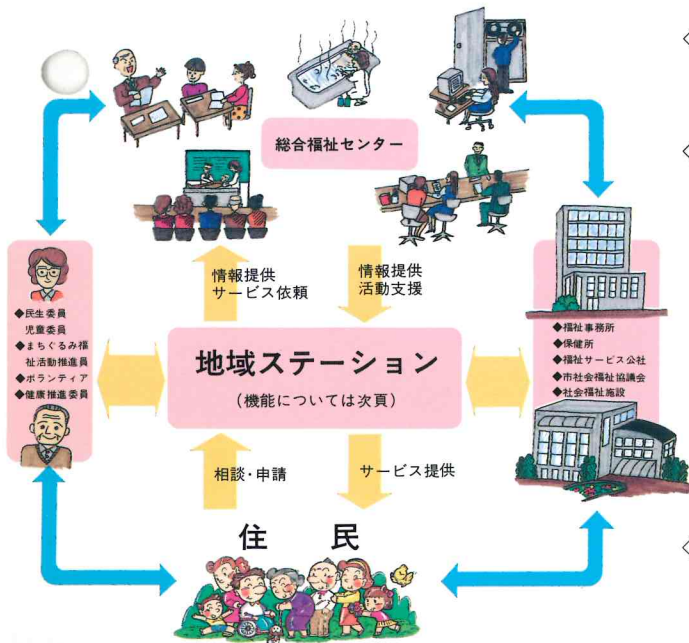 総合福祉センター
情報提供
サービス依頼
情報提供
活動支援
◆民生委員
児童委員
◆まちぐるみ福
祉活動推進員
◆ボランティア
◆健康推進委員
地域ステーション
(機能については次頁)
◆福祉事務所
◆保健所
◆福祉サービス公社
◆市社会福祉協議会
◆社会福祉施設
相談・申請
サービス提供
住民